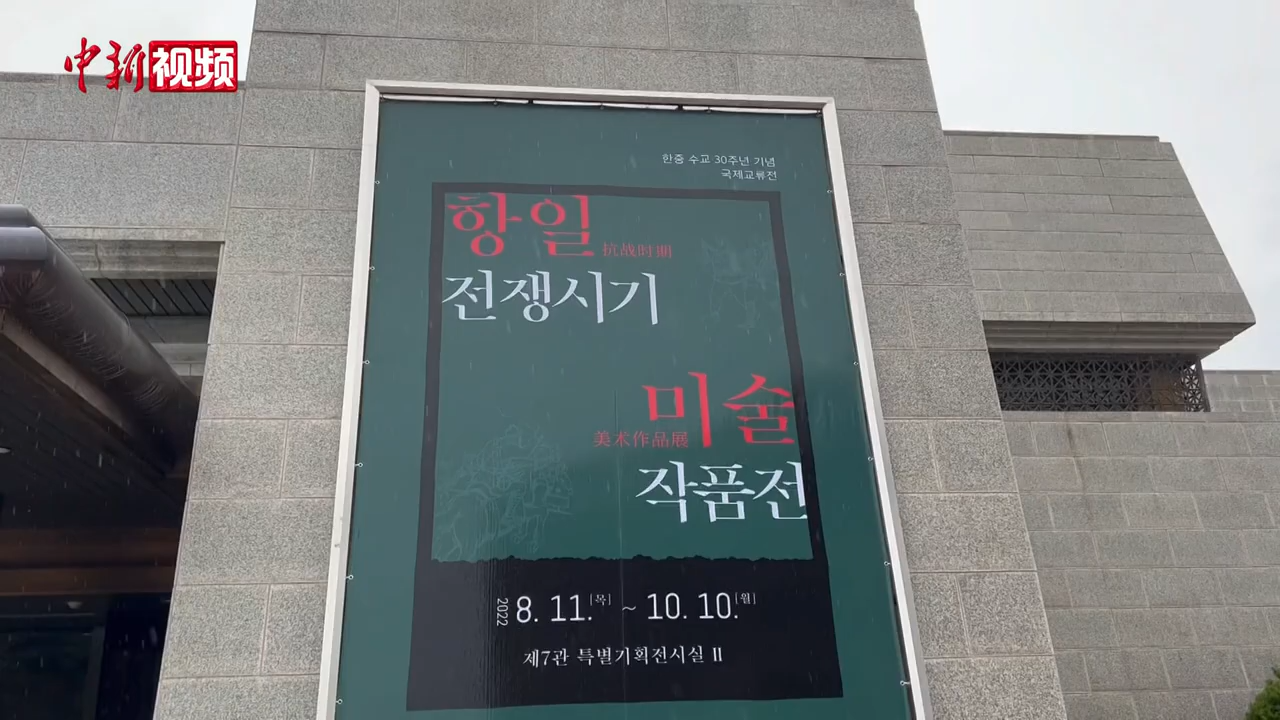 中新视频
한중 수교 30주년 기념
국제교류전
항일
抗战时期
전쟁시기
미술
美术作品展
작품전
2022 8. 11.[목] ~ 10. 10.[월]
제7관 특별기획전시실 II